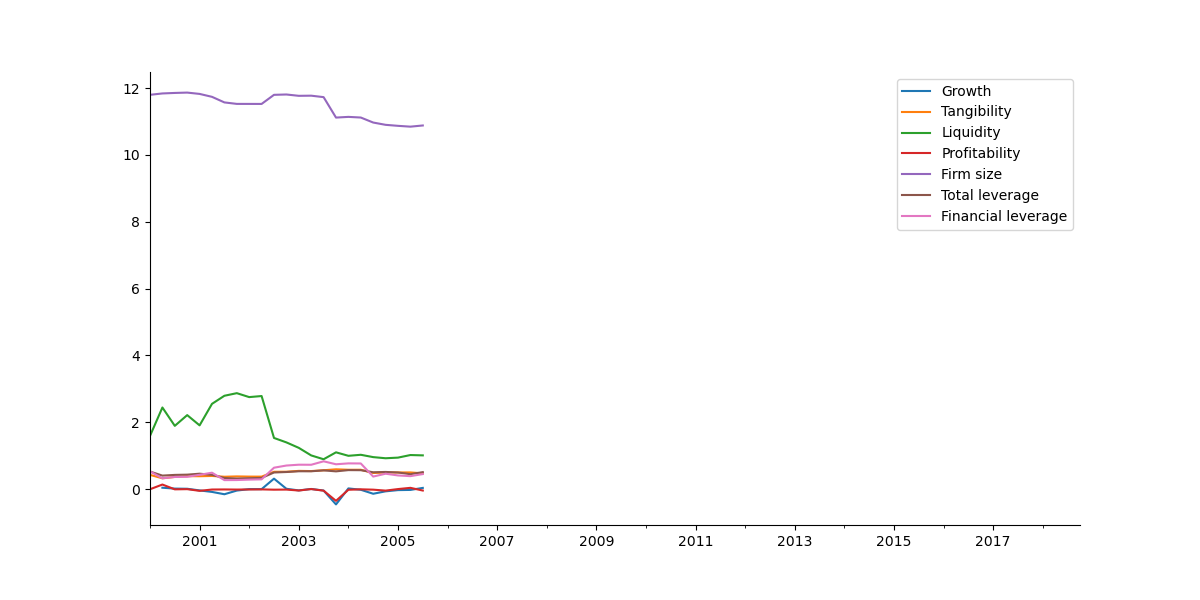 12
10
8
6
4
2
0
2001 2003 2005 2007 2009 2011 2013 2015 2017
Growth
Tangibility
Liquidity
Profitability
Firm size
Total leverage
Financial leverage